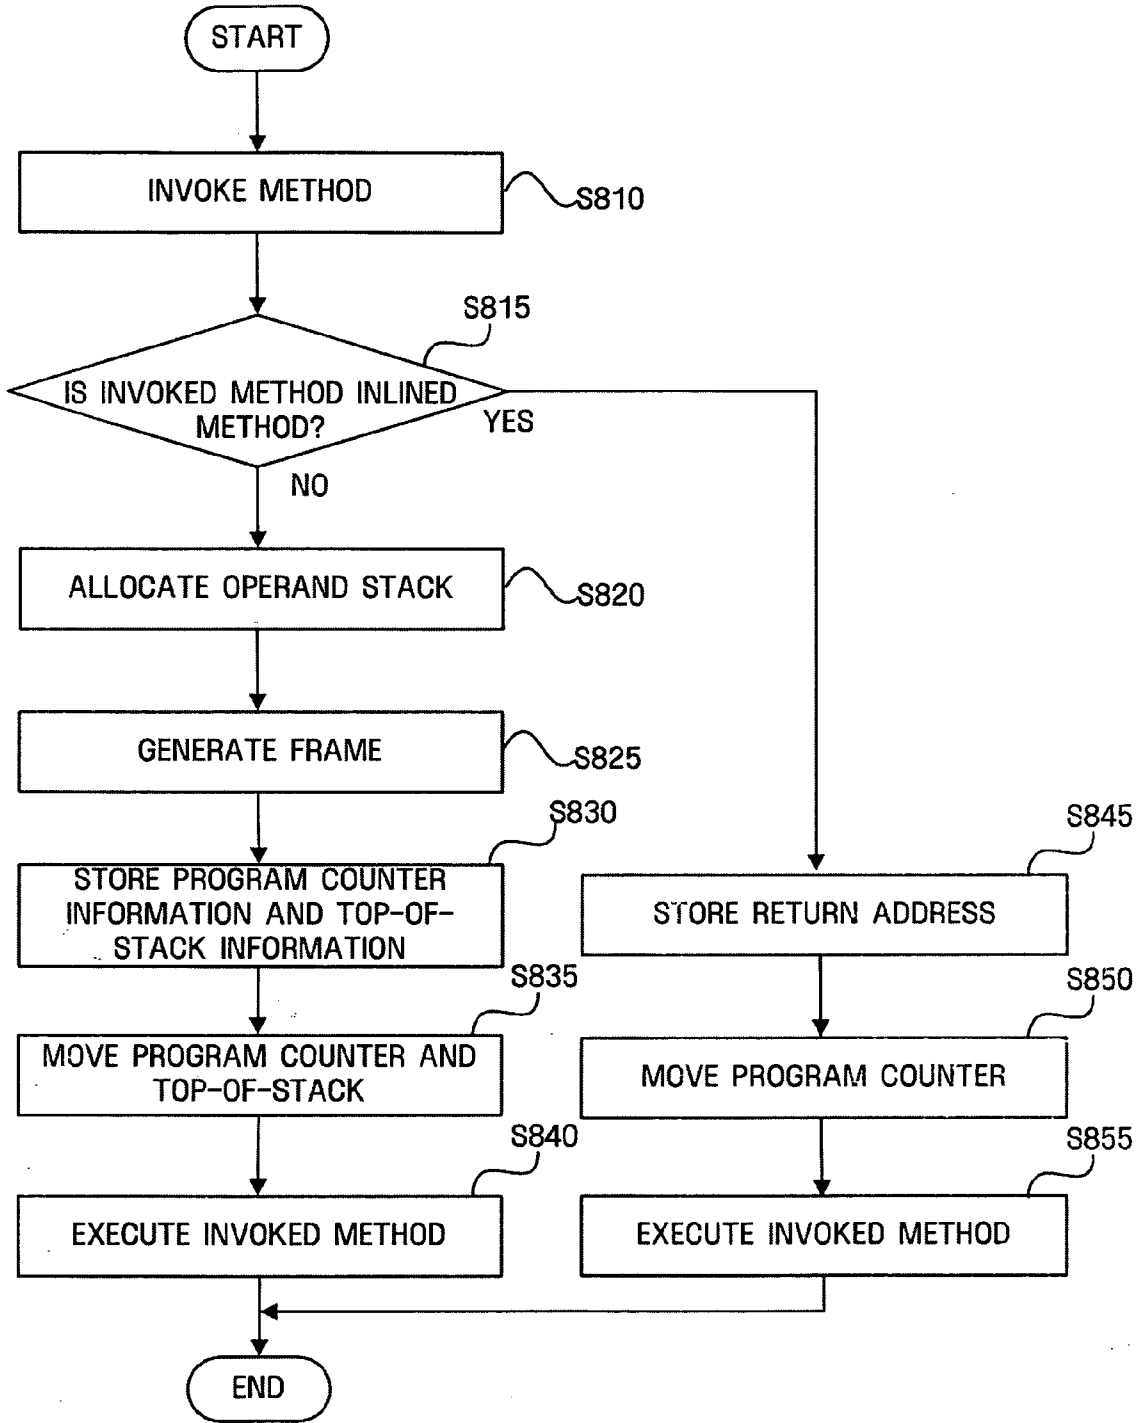 START
INVOKE METHOD
S810
S815
IS INVOKED METHOD INLINED
METHOD?
YES
NO
ALLOCATE OPERAND STACK
S820
GENERATE FRAME
S825
S830
STORE PROGRAM COUNTER
INFORMATION AND TOP-OF-
STACK INFORMATION
S835
MOVE PROGRAM COUNTER AND
TOP-OF-STACK
S840
EXECUTE INVOKED METHOD
S845
STORE RETURN ADDRESS
S850
MOVE PROGRAM COUNTER
S855
EXECUTE INVOKED METHOD
END